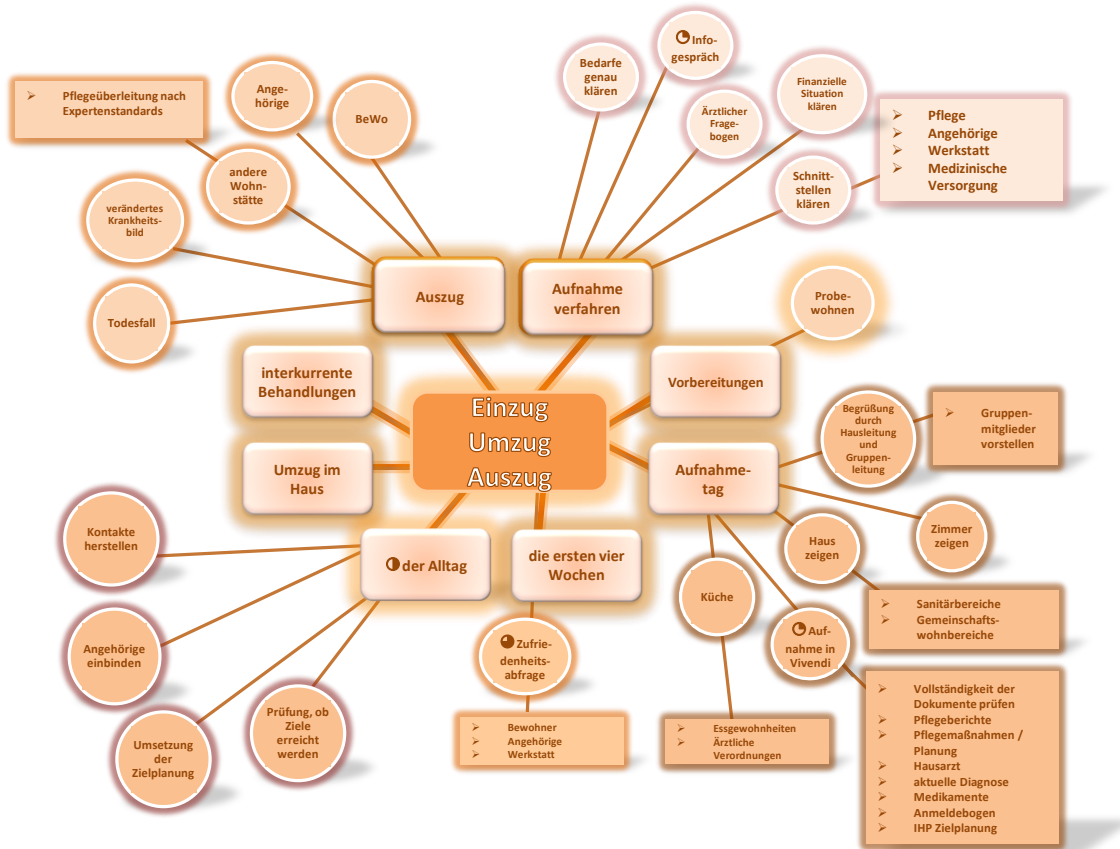 Einzug
Umzug
Auszug
Auszug
Pflegeüberleitung nach
Expertenstandards
Ange-
hörige
BeWo
andere
Wohn-
stätte
verändertes
Krankheits-
bild
Todesfall
Aufnahme
verfahren
Bedarfe
genau
klären
Info-
gespräch
Ärztlicher
Frage-
bogen
Finanzielle
Situation
klären
Schnitt-
stellen
klären
Pflege
Angehörige
Werkstatt
Medizinische
Versorgung
Vorbereitungen
Probe-
wohnen
Aufnahme-
tag
Begrüßung
durch
Hausleitung
und
Gruppen-
leitung
Gruppen-
mitglieder
vorstellen
Zimmer
zeigen
Haus
zeigen
Sanitärbereiche
Gemeinschafts-
wohnbereiche
Auf-
nahme in
Vivendi
Vollständigkeit der
Dokumente prüfen
Pflegeberichte
Pflegemaßnahmen /
Planung
Hausarzt
aktuelle Diagnose
Medikamente
Anmeldebogen
IHP Zielplanung
Küche
Essgewohnheiten
Ärztliche
Verordnungen
die ersten vier
Wochen
Zufrie-
denheits-
abfrage
Bewohner
Angehörige
Werkstatt
der Alltag
Prüfung, ob
Ziele
erreicht
werden
Umsetzung
der
Zielplanung
Angehörige
einbinden
Kontakte
herstellen
Umzug im
Haus
interkurrente
Behandlungen